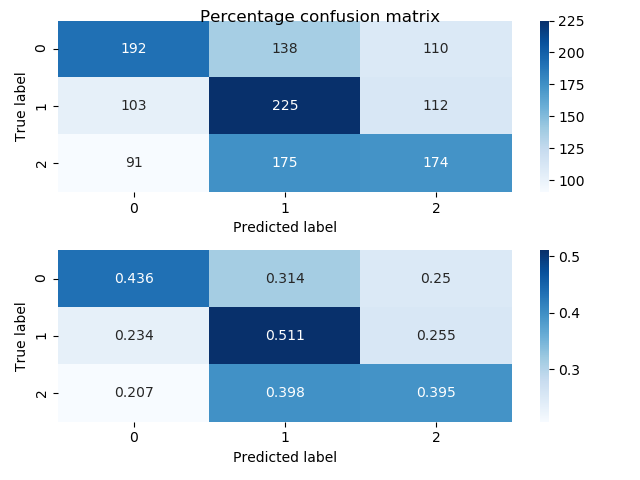 Percentage confusion matrix
True label
0 192 138 110
1 103 225 112
2 91 175 174
0 1 2
Predicted label
225
200
175
150
125
100
True label
0 0.436 0.314 0.25
1 0.234 0.511 0.255
2 0.207 0.398 0.395
0 1 2
Predicted label
0.5
0.4
0.3